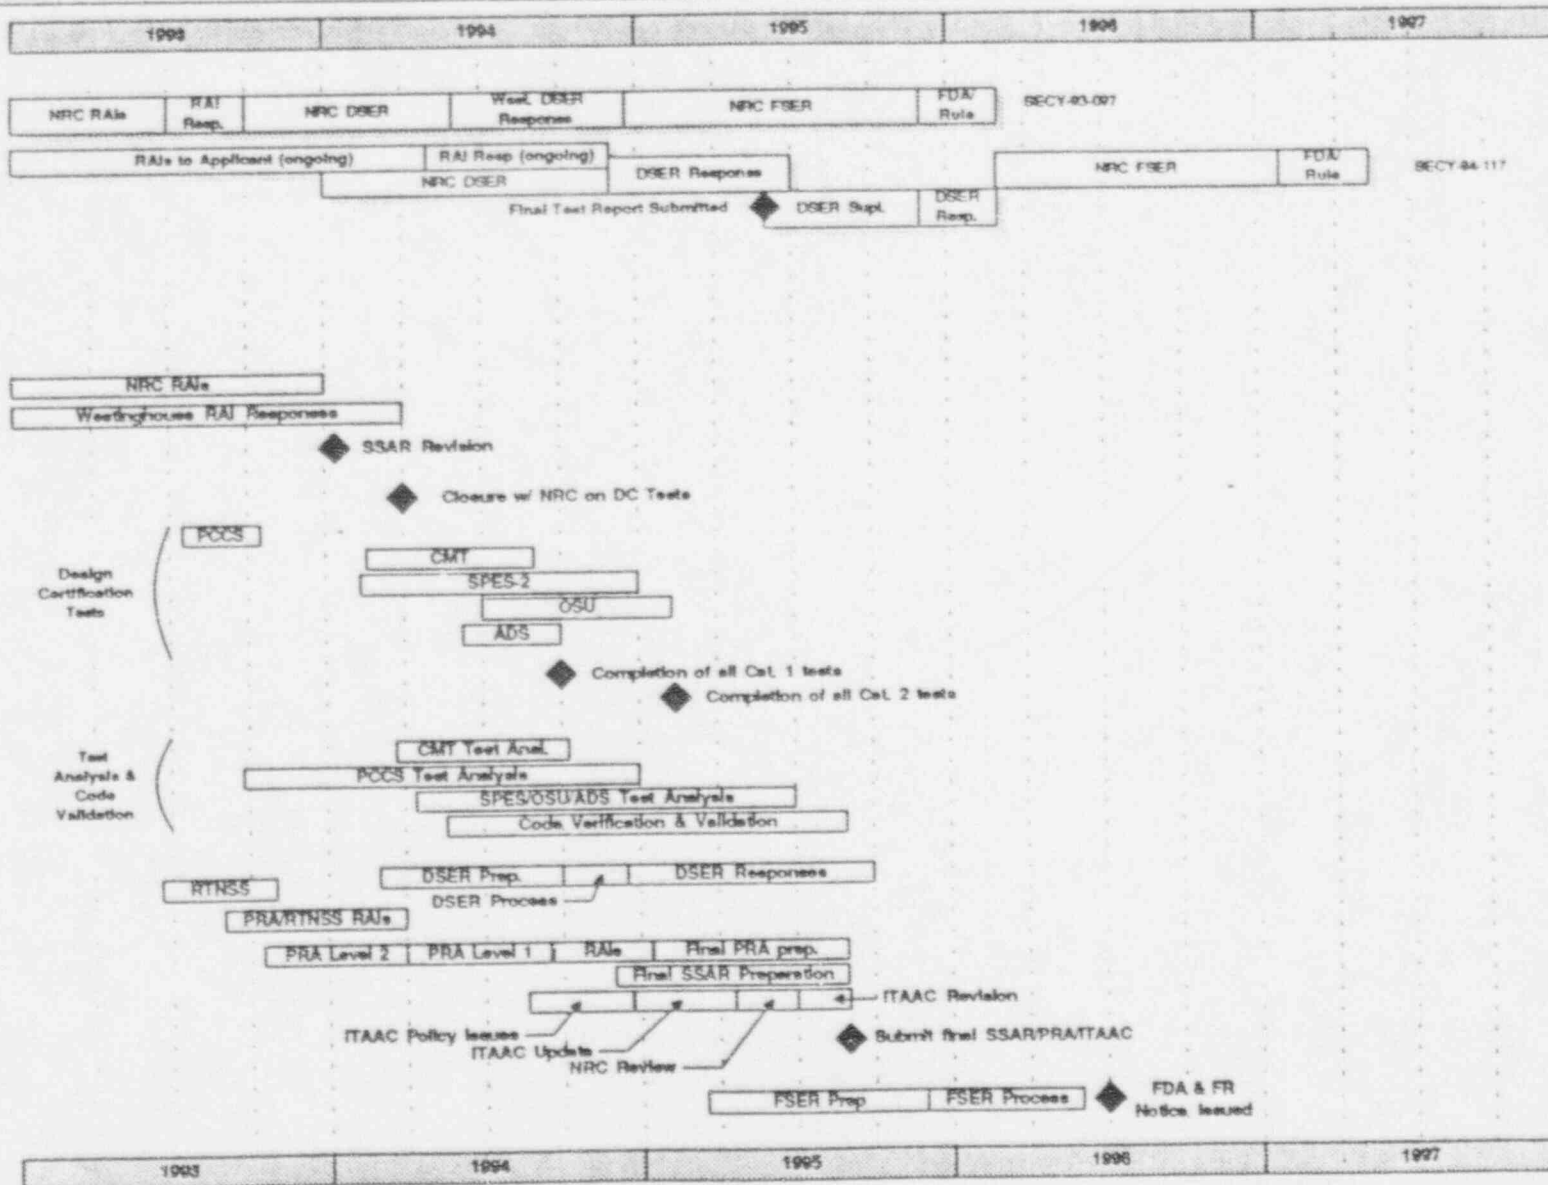 1993 1994 1995 1996 1997
NRC RAIs
RAI
Resp.
NRC DSER
West. DSER
Response
NRC FSER
FDA/
Rule
SECY-93-097
RAIs to Applicant (ongoing)
RAI Resp (ongoing)
NRC DSER
DSER Response
NRC FSER
FDA/
Rule
SECY-94-117
Final Test Report Submitted
DSER Supl.
DSER
Resp.
NRC RAIs
Westinghouse RAI Responses
SSAR Revision
Closure w/ NRC on DC Tests
Design
Certification
Tests
PCCS
CMT
SPES-2
OSU
ADS
Completion of all Cat. 1 tests
Completion of all Cat. 2 tests
Test
Analysis &
Code
Validation
CMT Test Anal.
PCCS Test Analysis
SPES/OSU/ADS Test Analysis
Code Verification & Validation
RTNSS
DSER Prep.
DSER Responses
DSER Process
PRA/RTNSS RAIs
PRA Level 2
PRA Level 1
RAIs
Final PRA prep.
Final SSAR Preparation
ITAAC Revision
ITAAC Policy Issues
ITAAC Update
NRC Review
Submit final SSAR/PRA/ITAAC
FSER Prep
FSER Process
FDA & FR
Notice Issued
1993 1994 1995 1996 1997